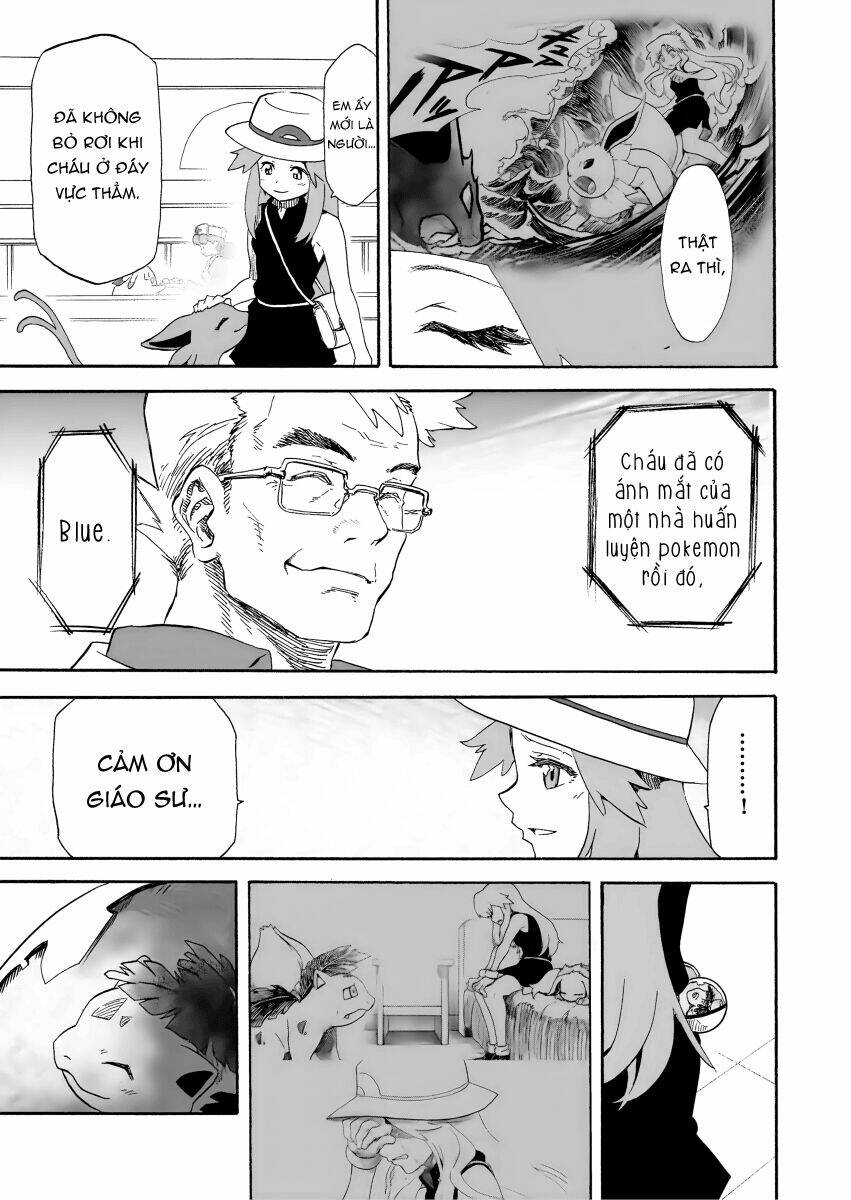 THẬT
RA THÌ,
EM ẤY
MỚI LÀ
NGƯỜI...
ĐÃ KHÔNG
BỎ RƠI KHI
CHÁU Ở ĐÁY
VỰC THẲM.
Cháu đã có
ánh mắt của
một nhà huấn
luyện pokemon
rồi đó,
Blue.
.........!
CẢM ƠN
GIÁO SƯ...